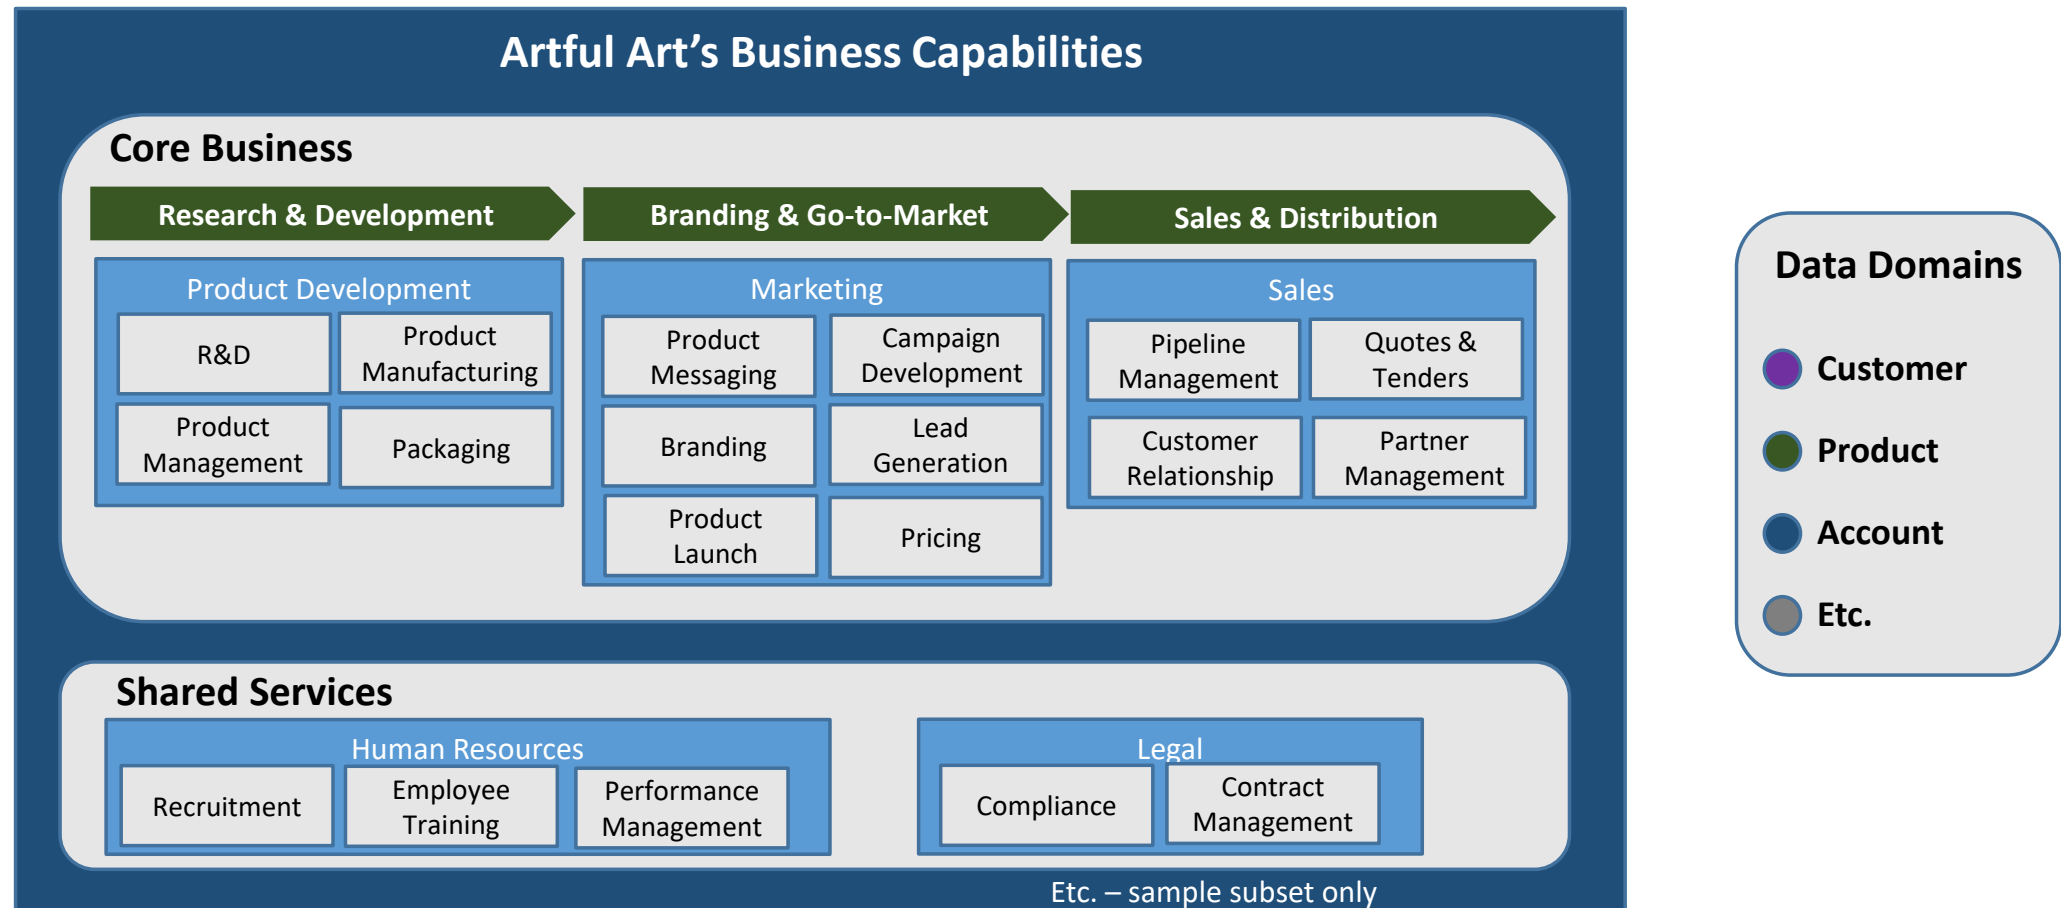 Artful Art’s Business Capabilities
Core Business
Research & Development
Branding & Go-to-Market
Sales & Distribution
Product Development
R&D
Product
Manufacturing
Product
Management
Packaging
Marketing
Product
Messaging
Campaign
Development
Branding
Lead
Generation
Product
Launch
Pricing
Sales
Pipeline
Management
Quotes &
Tenders
Customer
Relationship
Partner
Management
Shared Services
Human Resources
Recruitment
Employee
Training
Performance
Management
Legal
Compliance
Contract
Management
Etc. – sample subset only
Data Domains
Customer
Product
Account
Etc.